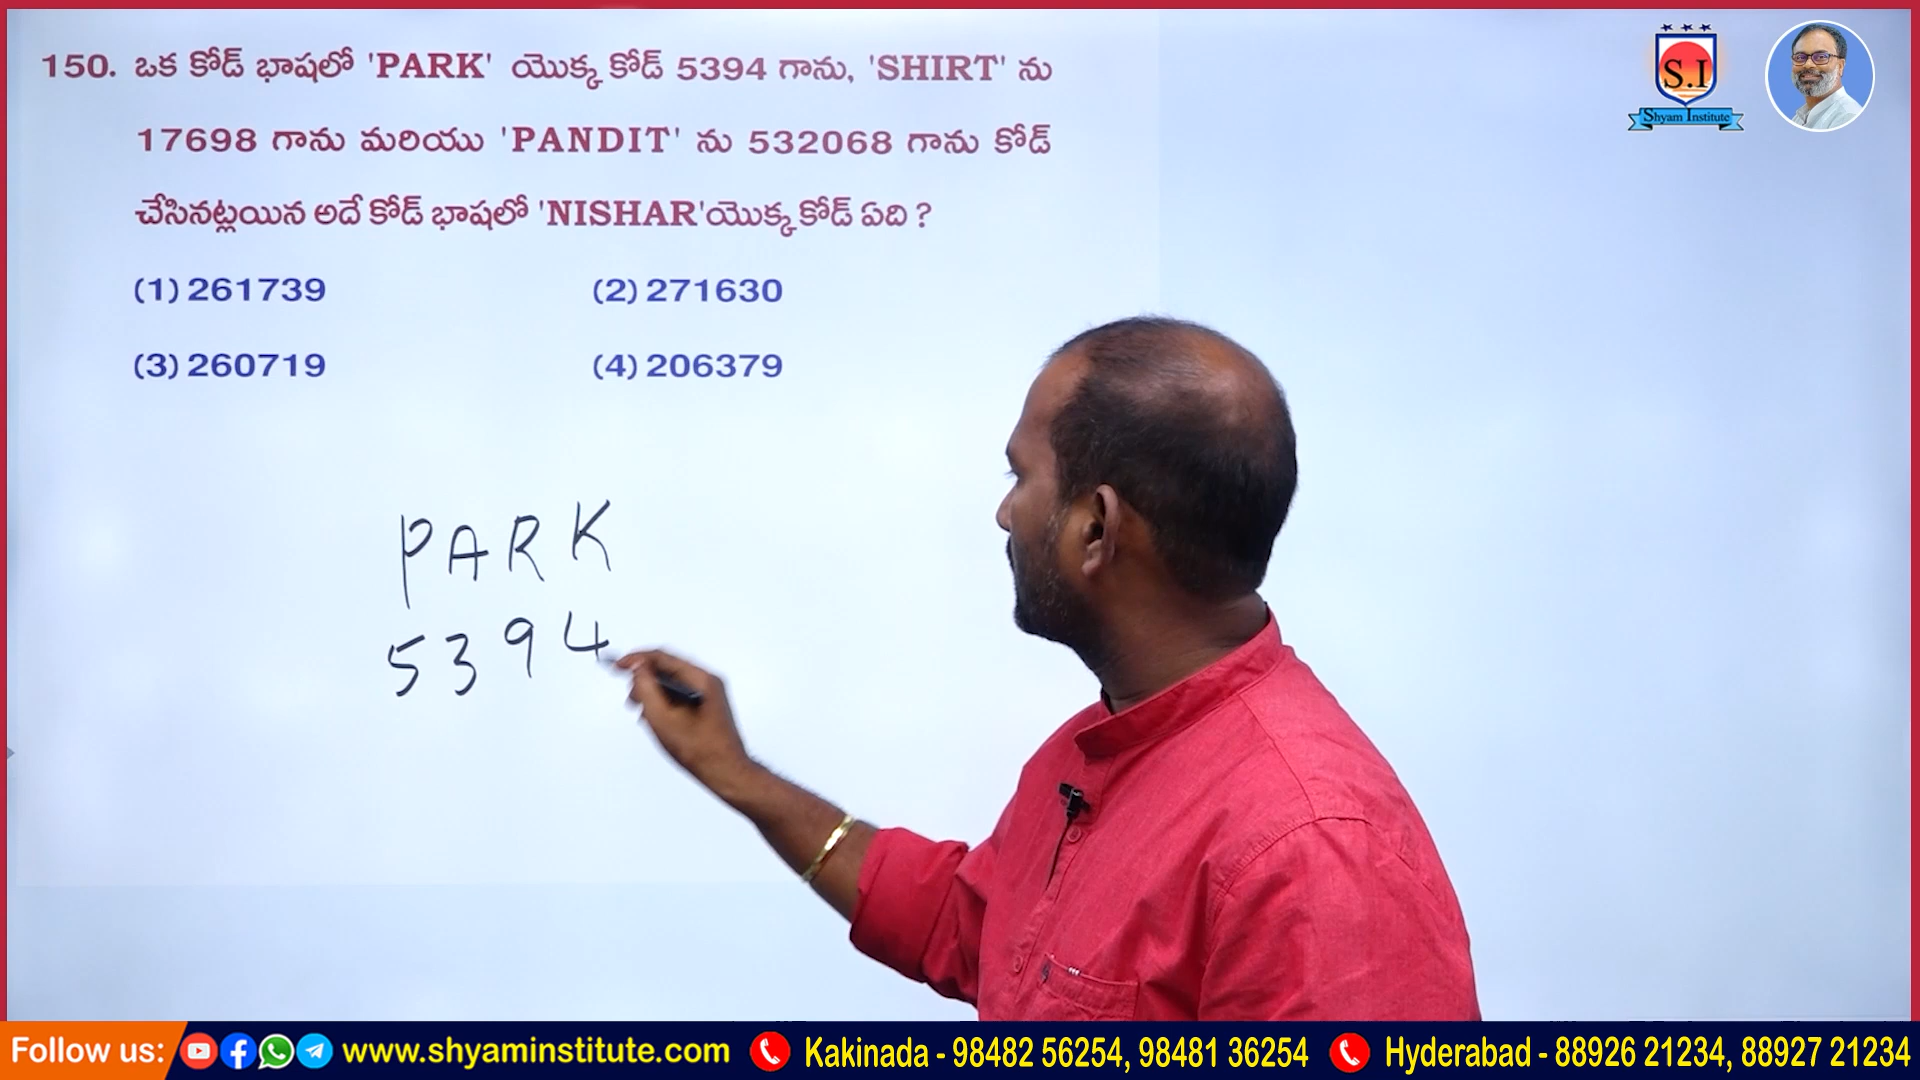 150. ఒక కోడ్ భాషలో 'PARK' యొక్క కోడ్ 5394 గాను, 'SHIRT' ను
17698 గాను మరియు 'PANDIT' ను 532068 గాను కోడ్
చేసినట్లయిన అదే కోడ్ భాషలో 'NISHAR'యొక్క కోడ్ ఏది ?
(1) 261739 (2) 271630
(3) 260719 (4) 206379
PARK
5394
S.I
Shyam Institute
Follow us: www.shyaminstitute.com Kakinada - 98482 56254, 98481 36254 Hyderabad - 88926 21234, 88927 21234